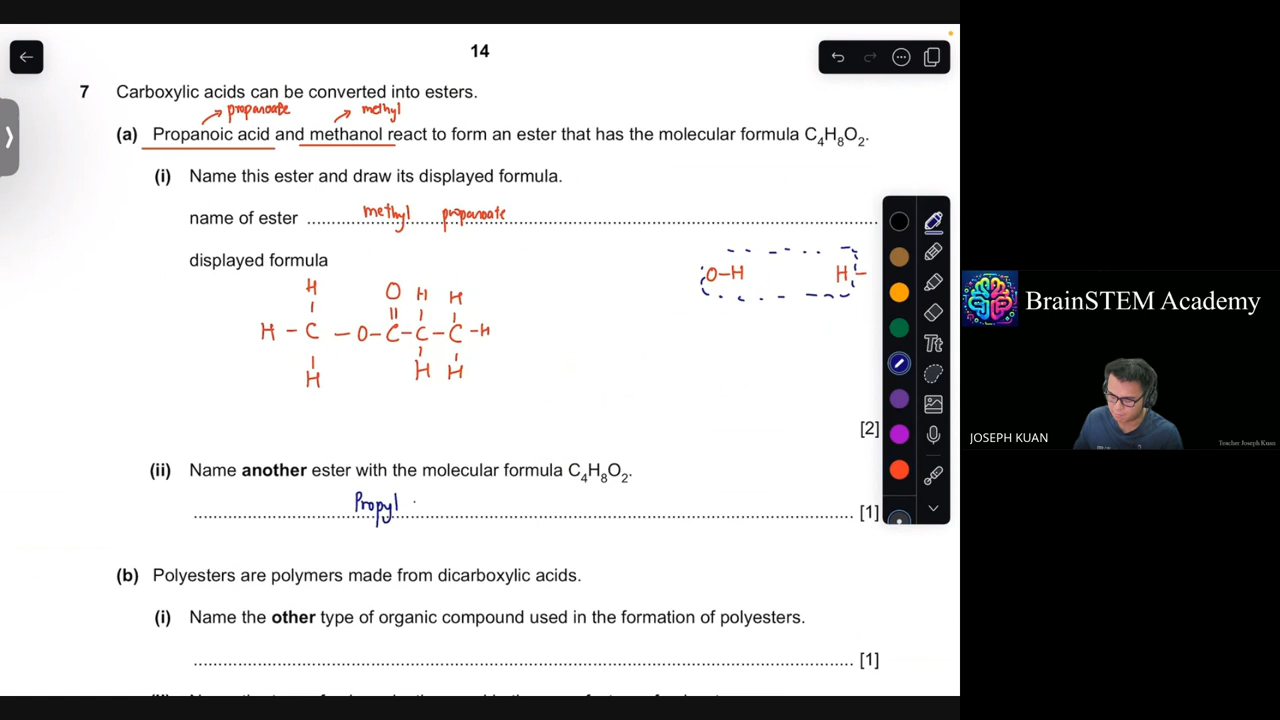 14
7 Carboxylic acids can be converted into esters.
propanoate methyl
(a) Propanoic acid and methanol react to form an ester that has the molecular formula C₄H₈O₂.
(i) Name this ester and draw its displayed formula.
name of ester methyl propanoate
displayed formula
O-H H-
H O H H
H - C - O - C - C - C - H
H H H
[2]
(ii) Name another ester with the molecular formula C₄H₈O₂.
Propyl [1]
(b) Polyesters are polymers made from dicarboxylic acids.
(i) Name the other type of organic compound used in the formation of polyesters.
[1]
Tt
BrainSTEM Academy
JOSEPH KUAN
Teacher Joseph Kuan